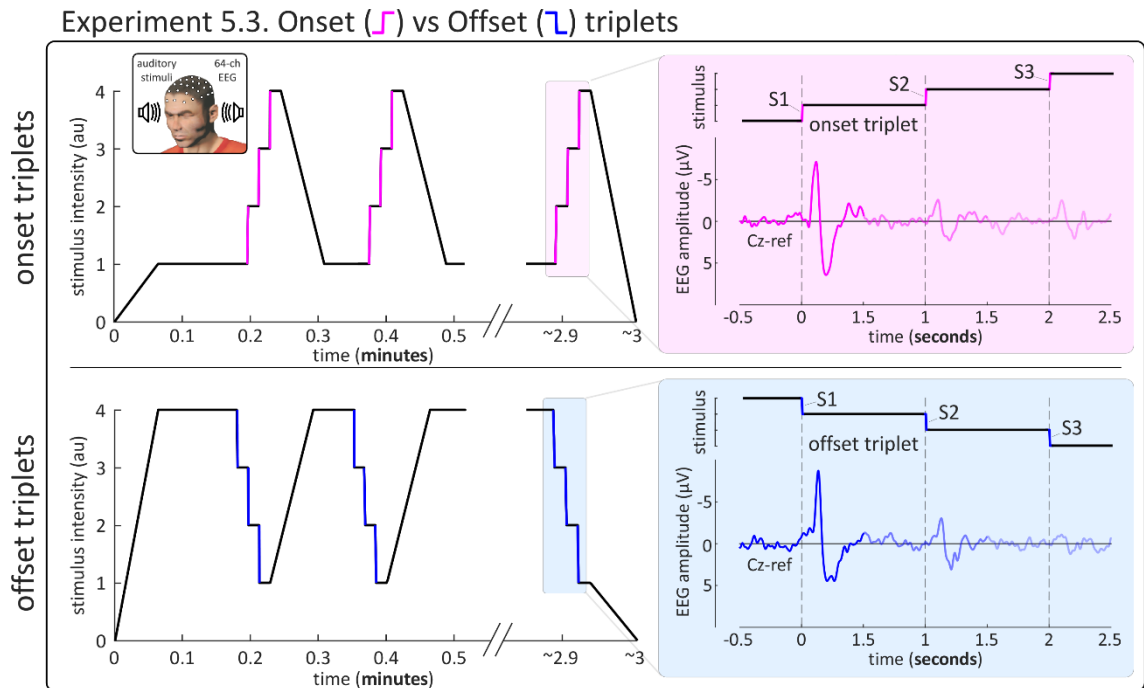 Experiment 5.3. Onset ( ) vs Offset ( ) triplets
onset triplets
auditory stimuli
64-ch EEG
stimulus intensity (au)
4
3
2
1
0
0 0.1 0.2 0.3 0.4 0.5 ~2.9 ~3
time (minutes)
stimulus
S1
S2
S3
onset triplet
EEG amplitude (µV)
-5
0
5
Cz-ref
-0.5 0 1.5 1 1.5 2 2.5
time (seconds)
offset triplets
stimulus intensity (au)
4
3
2
1
0
0 0.1 0.2 0.3 0.4 0.5 ~2.9 ~3
time (minutes)
stimulus
S1
S2
S3
offset triplet
EEG amplitude (µV)
-5
0
5
Cz-ref
-0.5 0 1.5 1 1.5 2 2.5
time (seconds)